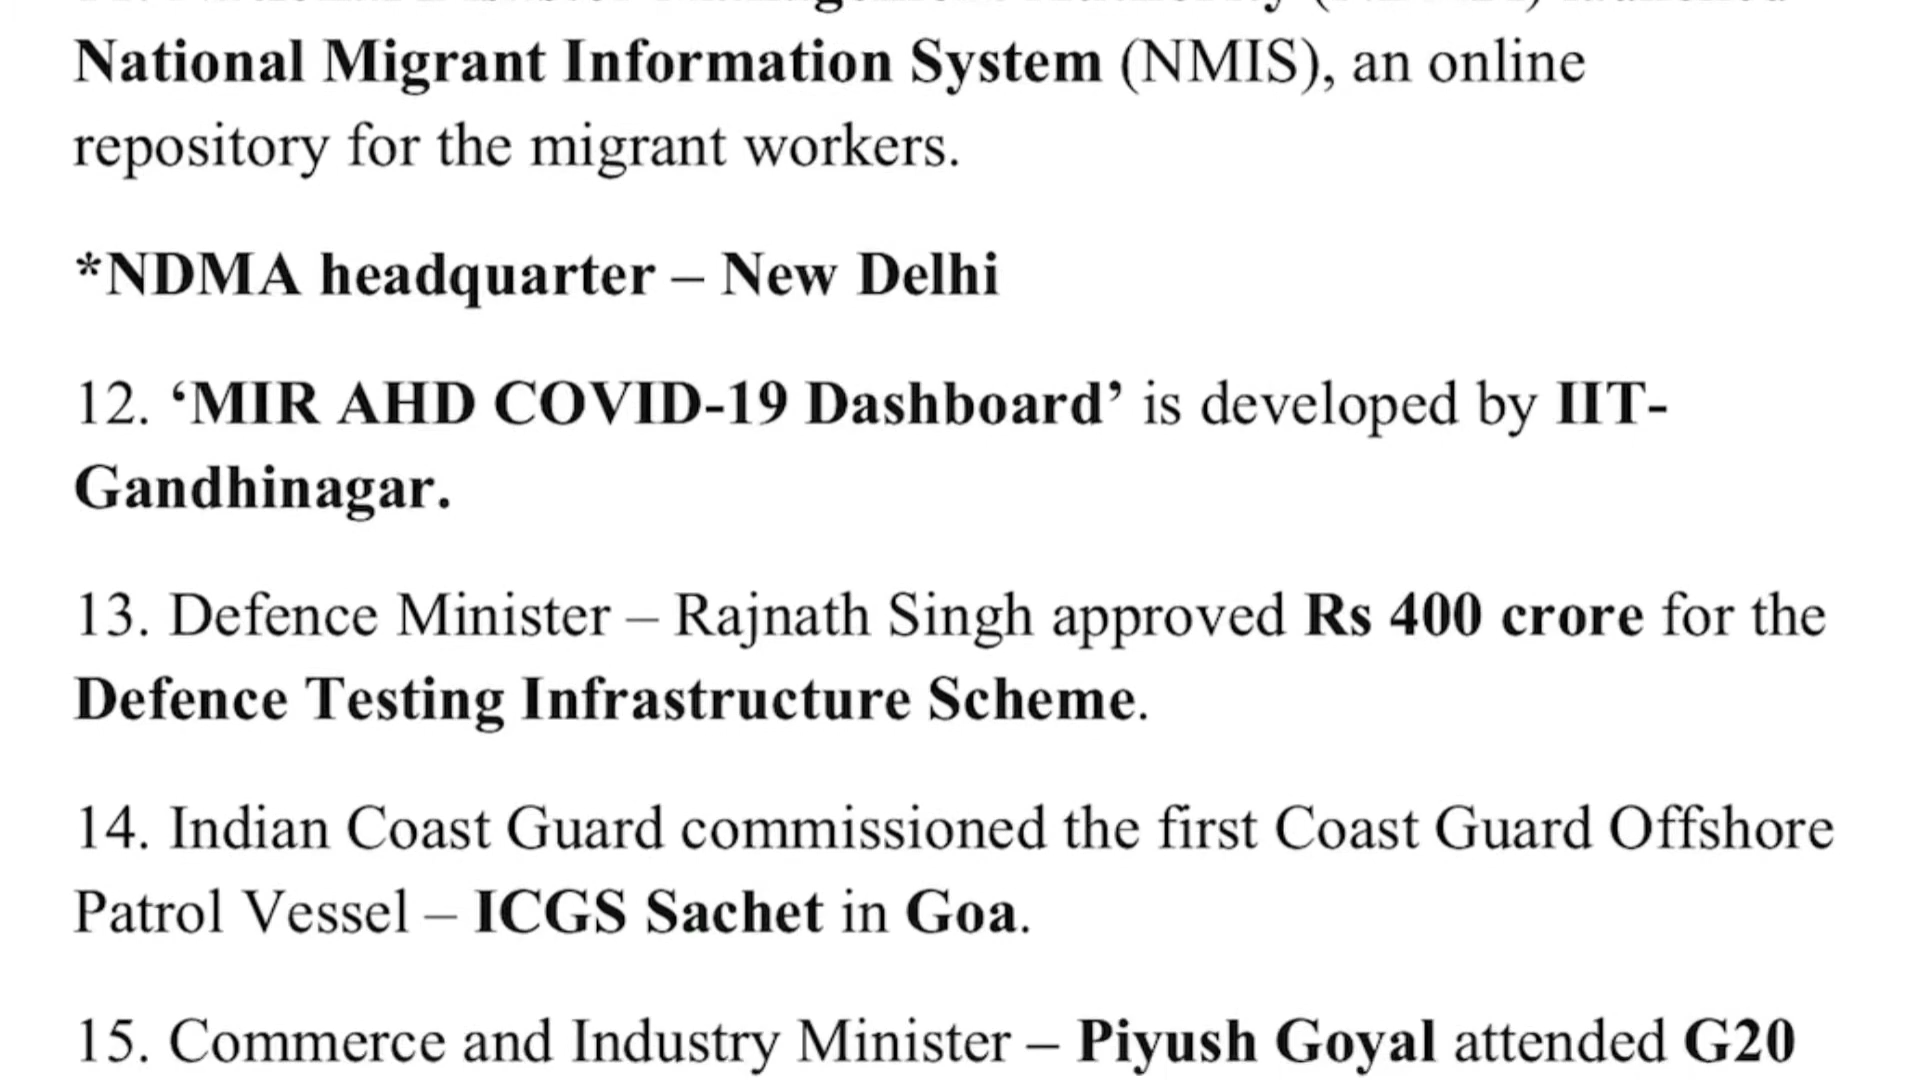 National Migrant Information System (NMIS), an online
repository for the migrant workers.
*NDMA headquarter – New Delhi
12. ‘MIR AHD COVID-19 Dashboard’ is developed by IIT-
Gandhinagar.
13. Defence Minister – Rajnath Singh approved Rs 400 crore for the
Defence Testing Infrastructure Scheme.
14. Indian Coast Guard commissioned the first Coast Guard Offshore
Patrol Vessel – ICGS Sachet in Goa.
15. Commerce and Industry Minister – Piyush Goyal attended G20